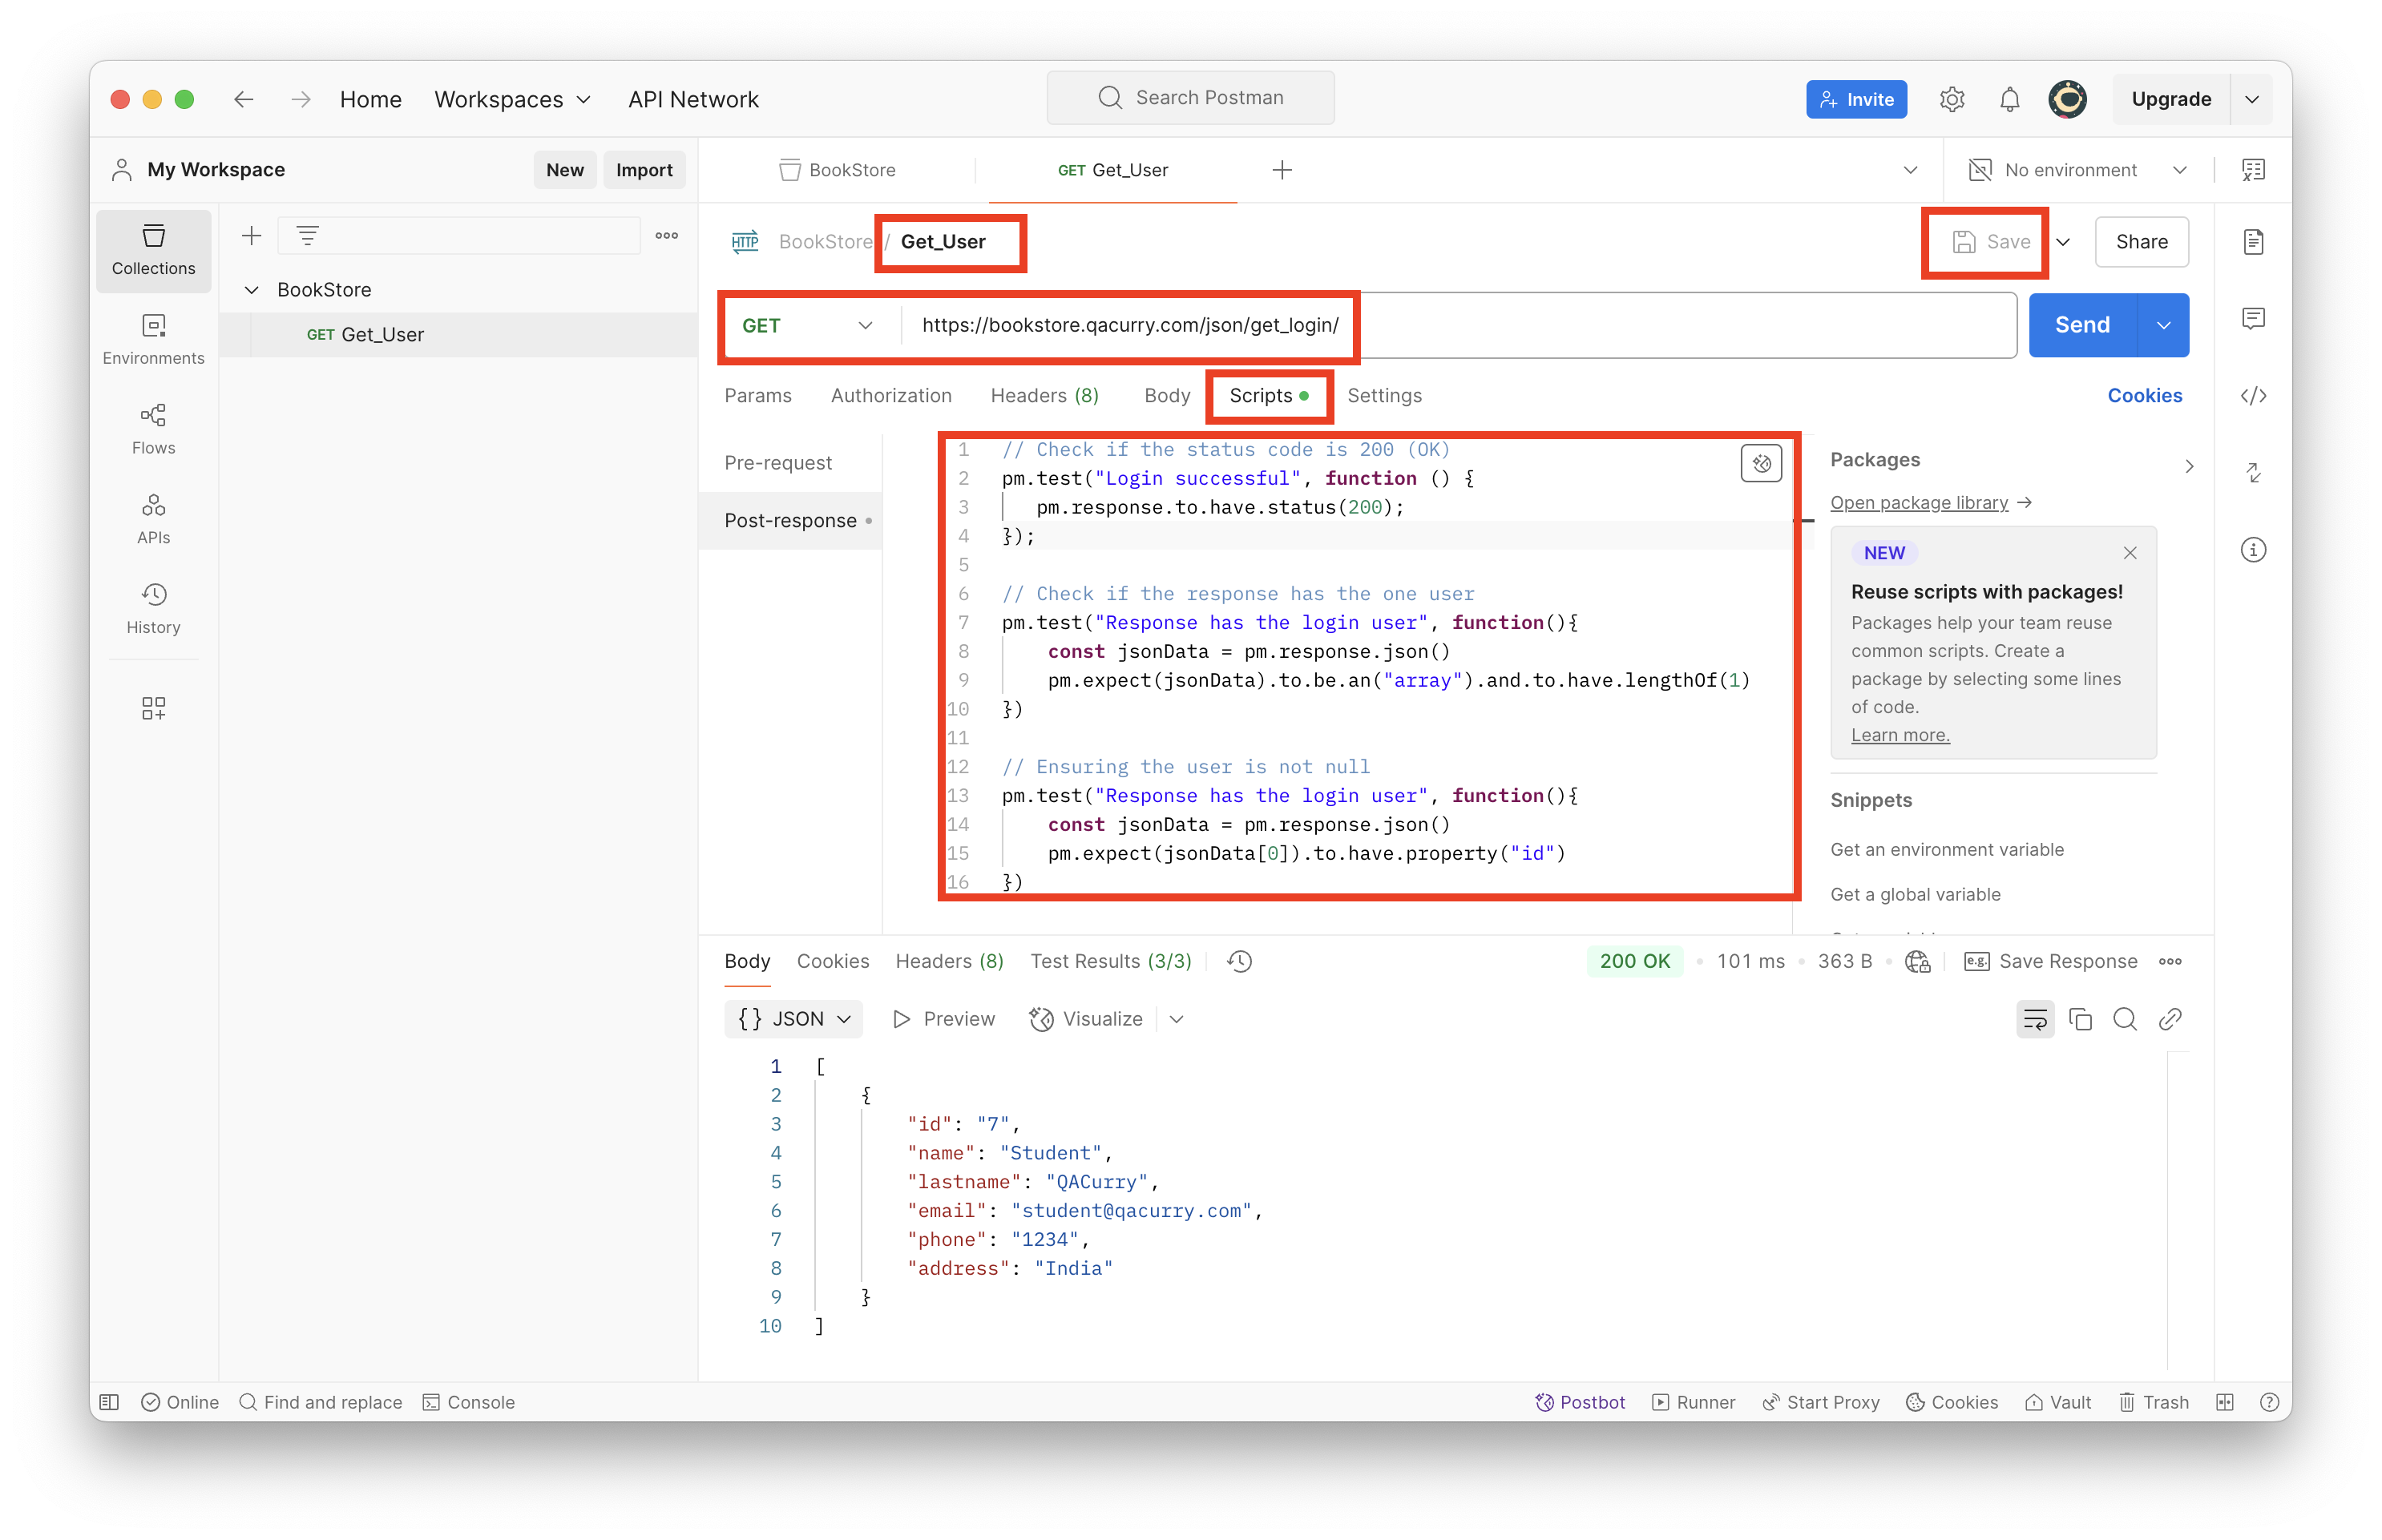 Home
Workspaces
API Network
Search Postman
Invite
Upgrade
My Workspace
New
Import
BookStore
GET Get_User
No environment
Collections
Environments
Flows
APIs
History
BookStore
GET Get_User
HTTP
BookStore / Get_User
Save
Share
GET
https://bookstore.qacurry.com/json/get_login/
Send
Params
Authorization
Headers (8)
Body
Scripts
Settings
Cookies
Pre-request
Post-response
1 // Check if the status code is 200 (OK)
2 pm.test("Login successful", function () {
3 pm.response.to.have.status(200);
4 });
5
6 // Check if the response has the one user
7 pm.test("Response has the login user", function(){
8 const jsonData = pm.response.json()
9 pm.expect(jsonData).to.be.an("array").and.to.have.lengthOf(1)
10 })
11
12 // Ensuring the user is not null
13 pm.test("Response has the login user", function(){
14 const jsonData = pm.response.json()
15 pm.expect(jsonData[0]).to.have.property("id")
16 })
Packages
Open package library →
NEW
Reuse scripts with packages!
Packages help your team reuse
common scripts. Create a
package by selecting some lines
of code.
Learn more.
Snippets
Get an environment variable
Get a global variable
Body
Cookies
Headers (8)
Test Results (3/3)
200 OK
101 ms
363 B
e.g. Save Response
{} JSON
Preview
Visualize
1 [
2 {
3 "id": "7",
4 "name": "Student",
5 "lastname": "QACurry",
6 "email": "student@qacurry.com",
7 "phone": "1234",
8 "address": "India"
9 }
10 ]
Online
Find and replace
Console
Postbot
Runner
Start Proxy
Cookies
Vault
Trash